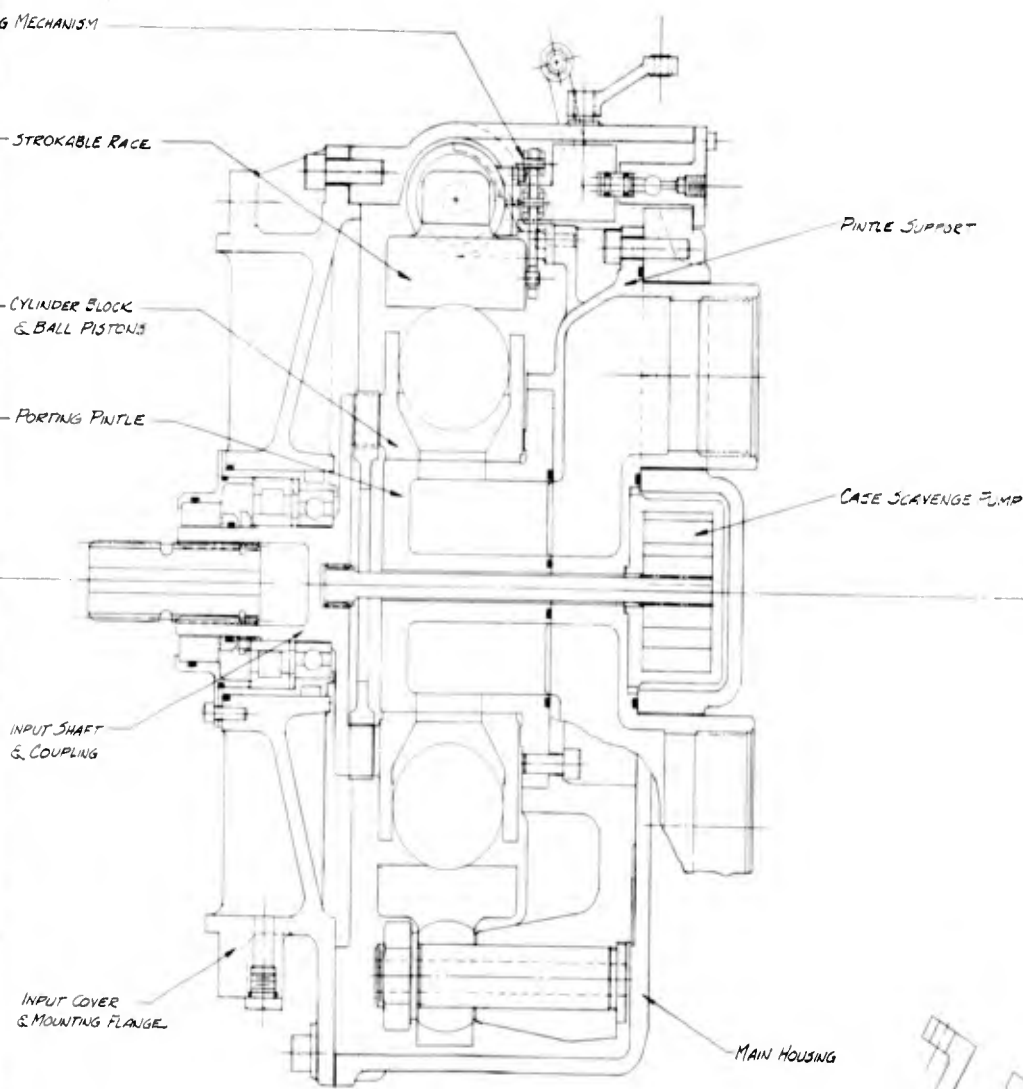 G MECHANISM
STROKABLE RACE
PINTLE SUPPORT
CYLINDER BLOCK
& BALL PISTONS
PORTING PINTLE
CASE SCAVENGE PUMP
INPUT SHAFT
& COUPLING
INPUT COVER
& MOUNTING FLANGE
MAIN HOUSING